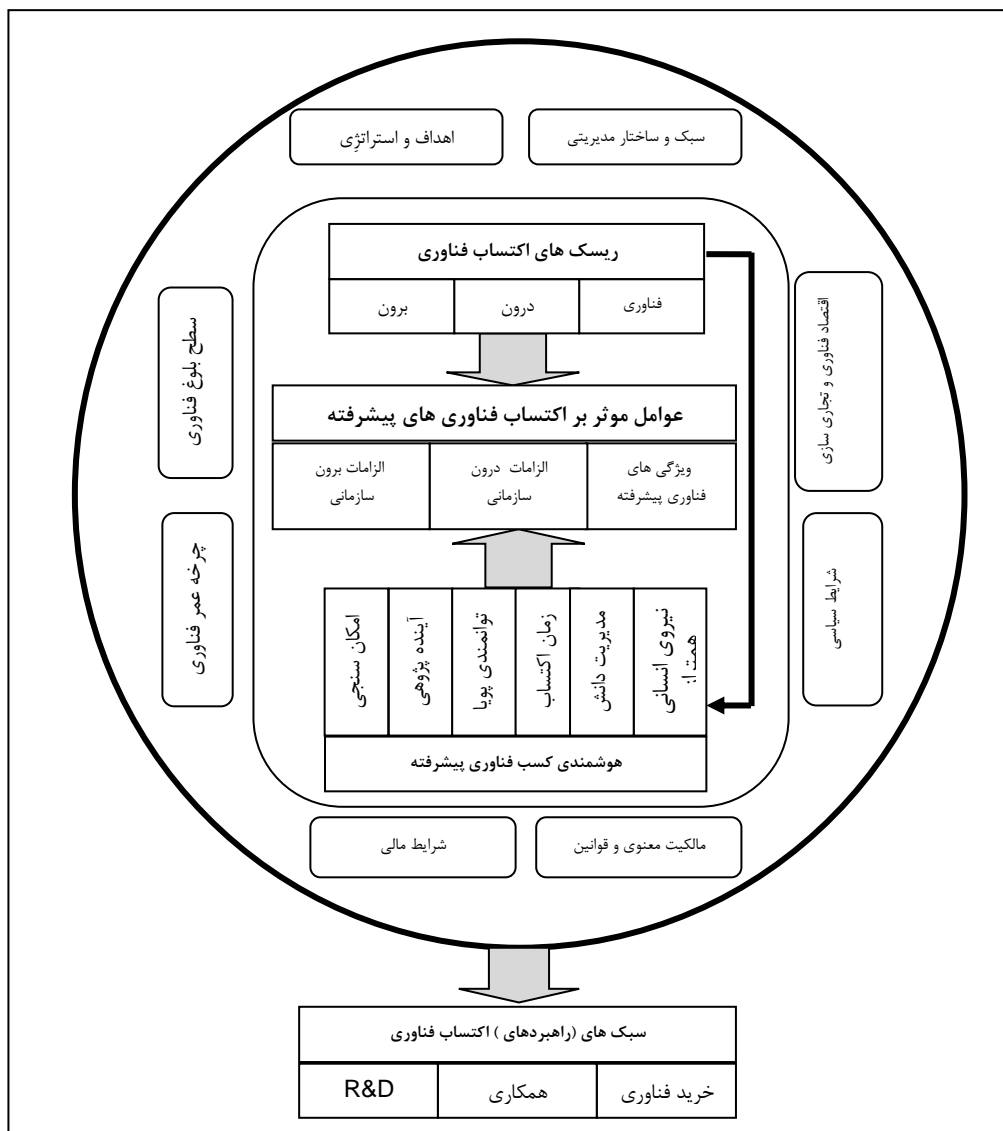 سبک و ساختار مدیریتی
اهداف و استراتژِی
ریسک های اکتساب فناوری
فناوری
درون
برون
اقتصاد فناوری و تجاری سازی
سطح بلوغ فناوری
عوامل موثر بر اکتساب فناوری های پیشرفته
ویژگی های
فناوری پیشرفته
الزامات درون
سازمانی
الزامات برون
سازمانی
شرایط سیاسی
چرخه عمر فناوری
نیروی انسانی
مدیریت دانش
زمان اکتساب
توانمندی پویا
آینده پژوهی
امکان سنجی
هوشمندی کسب فناوری پیشرفته
مالکیت معنوی و قوانین
شرایط مالی
سبک های (راهبردهای ) اکتساب فناوری
خرید فناوری
همکاری
R&D